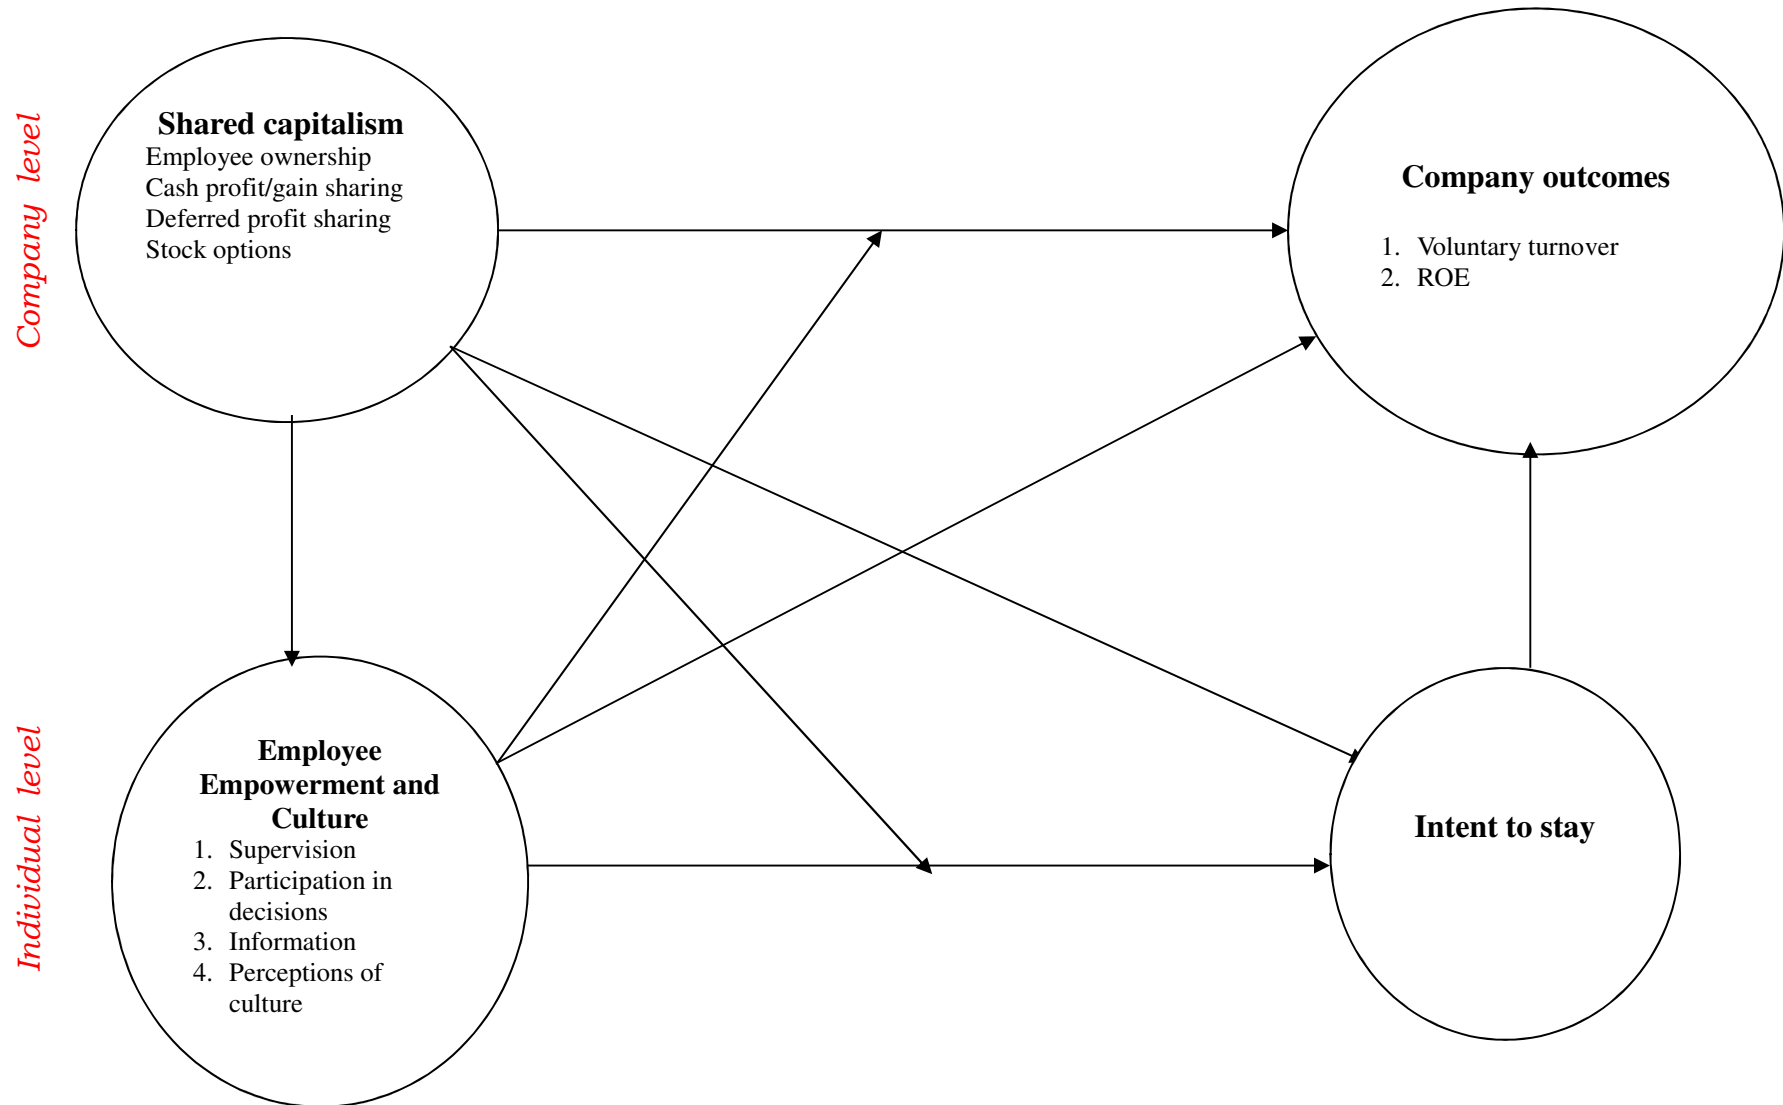 Company level
Shared capitalism
Employee ownership
Cash profit/gain sharing
Deferred profit sharing
Stock options
Company outcomes
1. Voluntary turnover
2. ROE
Individual level
Employee
Empowerment and
Culture
1. Supervision
2. Participation in
decisions
3. Information
4. Perceptions of
culture
Intent to stay